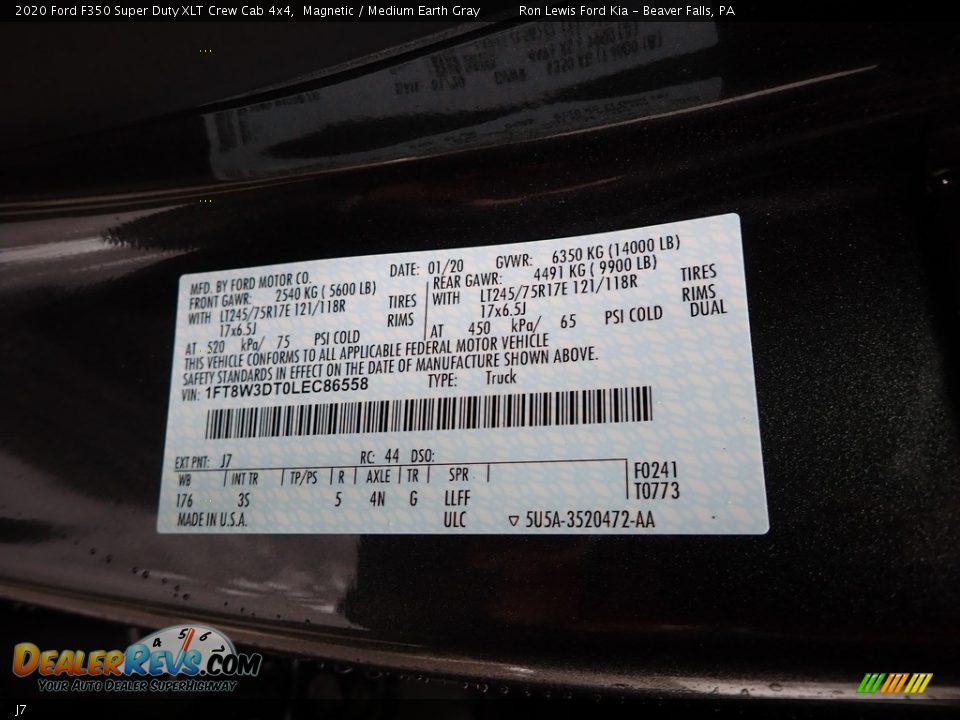 2020 Ford F350 Super Duty XLT Crew Cab 4x4, Magnetic / Medium Earth Gray Ron Lewis Ford Kia - Beaver Falls, PA
MFD. BY FORD MOTOR CO. DATE: 01/20 GVWR: 6350 KG (14000 LB)
FRONT GAWR: 2540 KG ( 5600 LB) REAR GAWR: 4491 KG ( 9900 LB)
WITH LT245/75R17E 121/118R TIRES WITH LT245/75R17E 121/118R TIRES
17x6.5J RIMS 17x6.5J RIMS
AT 520 kPa/ 75 PSI COLD AT 450 kPa/ 65 PSI COLD DUAL
THIS VEHICLE CONFORMS TO ALL APPLICABLE FEDERAL MOTOR VEHICLE
SAFETY STANDARDS IN EFFECT ON THE DATE OF MANUFACTURE SHOWN ABOVE.
VIN: 1FT8W3DT0LEC86558 TYPE: Truck
EXT PNT: J7 RC: 44 DSO:
WB INT TR TP/PS R AXLE TR SPR F0241
176 3S 5 4N G LLFF T0773
MADE IN U.S.A. ULC ▽ 5U5A-3520472-AA
4 5 6
DealerRevs.com
Your Auto Dealer SuperHighway
J7